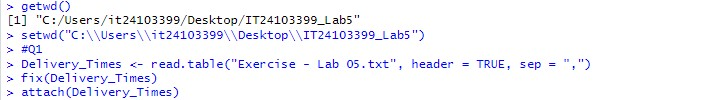 > getwd()
[1] "C:/Users/it24103399/Desktop/IT24103399_Lab5"
> setwd("C:\\Users\\it24103399\\Desktop\\IT24103399_Lab5")
> #Q1
> Delivery_Times <- read.table("Exercise - Lab 05.txt", header = TRUE, sep = ",")
> fix(Delivery_Times)
> attach(Delivery_Times)